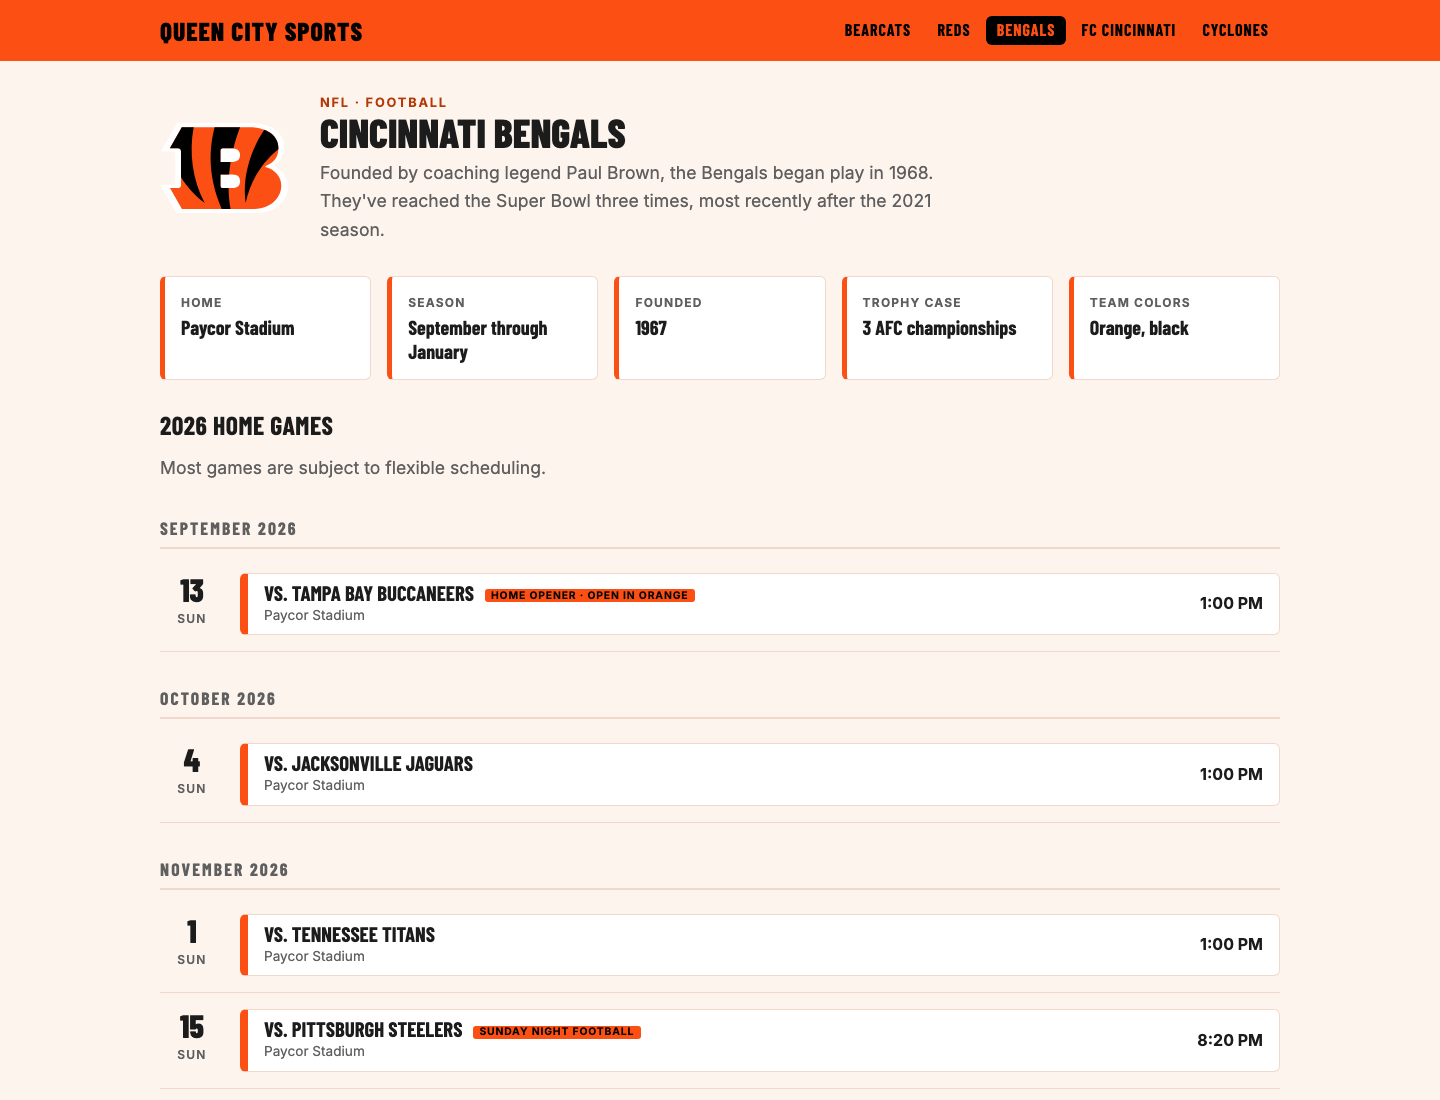 QUEEN CITY SPORTS
BEARCATS REDS BENGALS FC CINCINNATI CYCLONES
NFL · FOOTBALL
CINCINNATI BENGALS
Founded by coaching legend Paul Brown, the Bengals began play in 1968.
They've reached the Super Bowl three times, most recently after the 2021
season.
B
HOME
Paycor Stadium
SEASON
September through
January
FOUNDED
1967
TROPHY CASE
3 AFC championships
TEAM COLORS
Orange, black
2026 HOME GAMES
Most games are subject to flexible scheduling.
SEPTEMBER 2026
13
SUN
VS. TAMPA BAY BUCCANEERS HOME OPENER · OPEN IN ORANGE
Paycor Stadium
1:00 PM
OCTOBER 2026
4
SUN
VS. JACKSONVILLE JAGUARS
Paycor Stadium
1:00 PM
NOVEMBER 2026
1
SUN
VS. TENNESSEE TITANS
Paycor Stadium
1:00 PM
15
SUN
VS. PITTSBURGH STEELERS SUNDAY NIGHT FOOTBALL
Paycor Stadium
8:20 PM